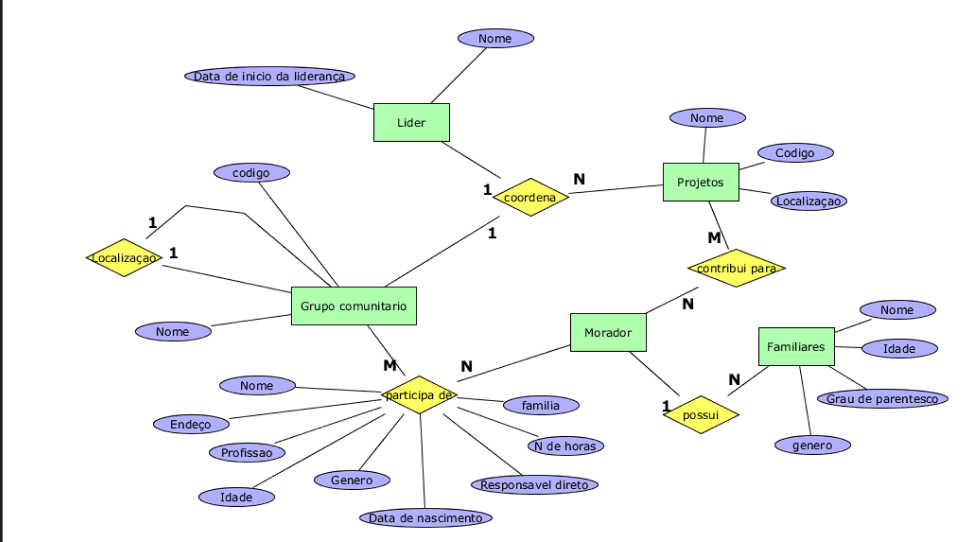 Nome
Data de inicio da liderança
Lider
Nome
Codigo
Projetos
Localizaçao
codigo
N
1
coordena
1
1
Localizaçao
1
M
contribui para
N
Grupo comunitario
Nome
Morador
Nome
Familiares
Idade
M
N
N
Nome
participa de
familia
1
possui
Grau de parentesco
Endeço
N de horas
genero
Profissao
Genero
Responsavel direto
Idade
Data de nascimento